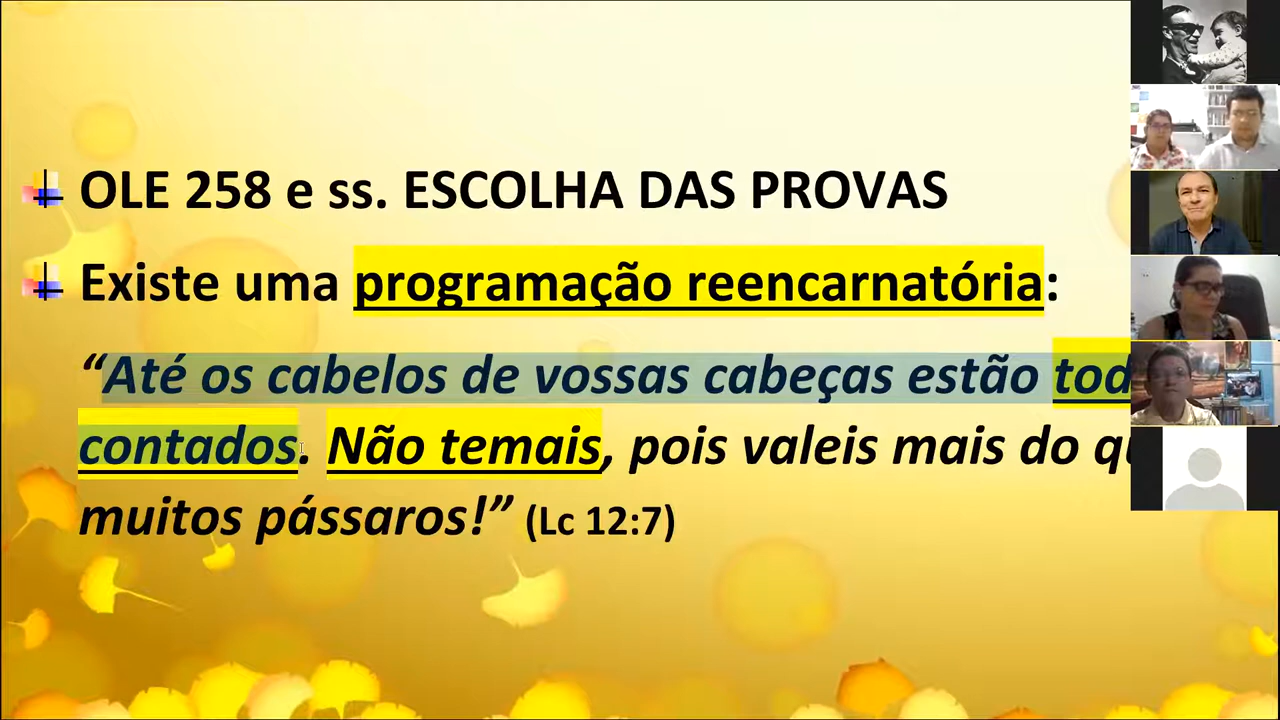 OLE 258 e ss. ESCOLHA DAS PROVAS
Existe uma programação reencarnatória:
“Até os cabelos de vossas cabeças estão
contados. Não temais, pois valeis mais do
muitos pássaros!” (Lc 12:7)